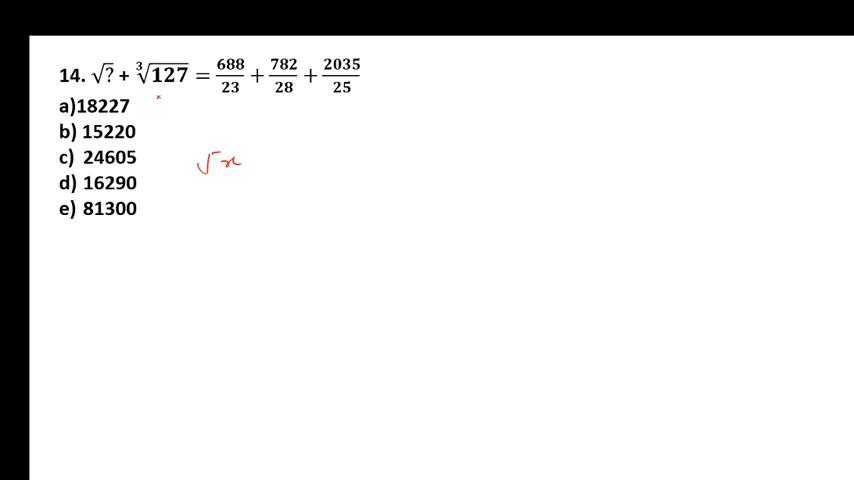 14. √? + ∛127 = 688/23 + 782/28 + 2035/25
a)18227
b) 15220
c) 24605
√x
d) 16290
e) 81300